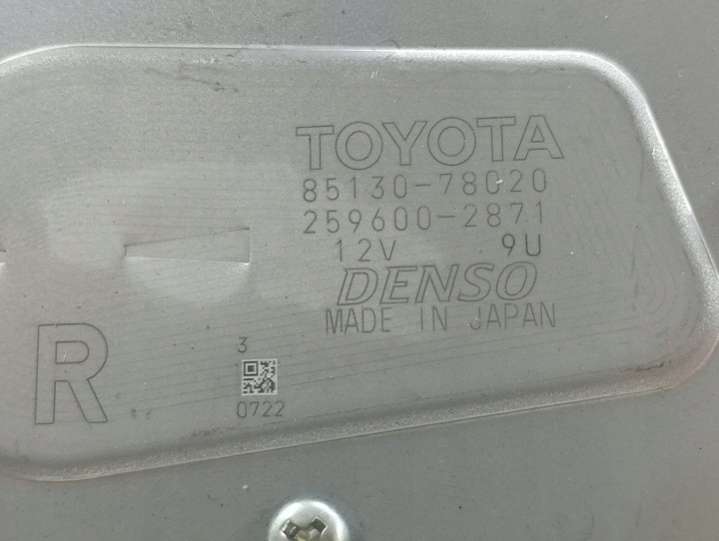 TOYOTA
85130-78020
259600-2871
12V 9U
DENSO
MADE IN JAPAN
R
3
0722